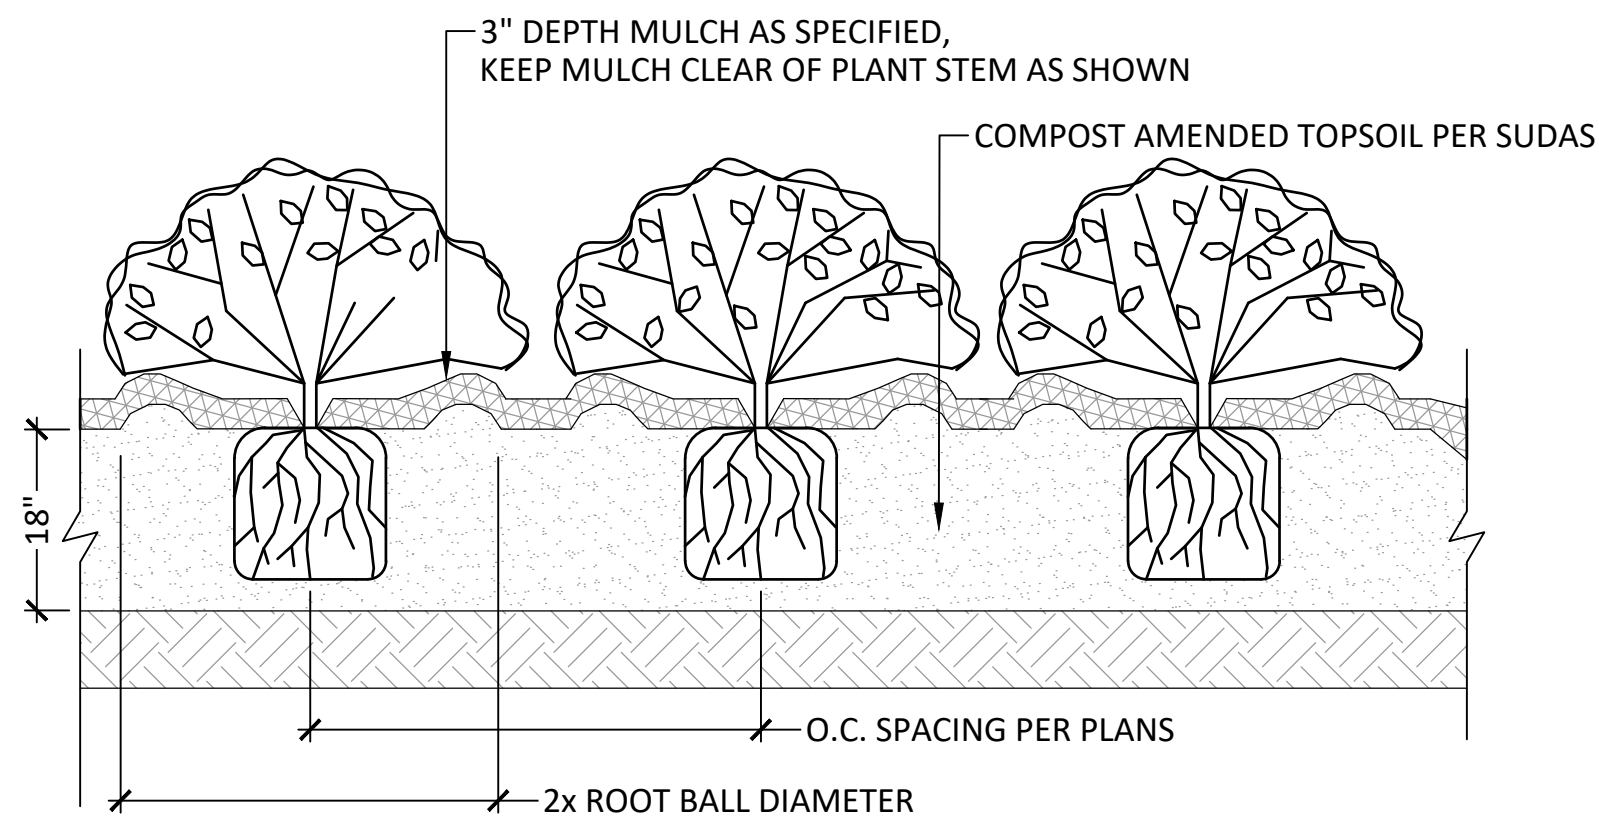 3" DEPTH MULCH AS SPECIFIED,
KEEP MULCH CLEAR OF PLANT STEM AS SHOWN
COMPOST AMENDED TOPSOIL PER SUDAS
18"
O.C. SPACING PER PLANS
2x ROOT BALL DIAMETER